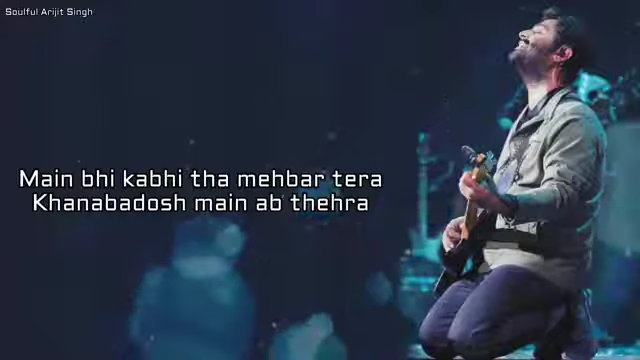 Soulful Arijit Singh
Main bhi kabhi tha mehbar tera
Khanabadosh main ab thehra